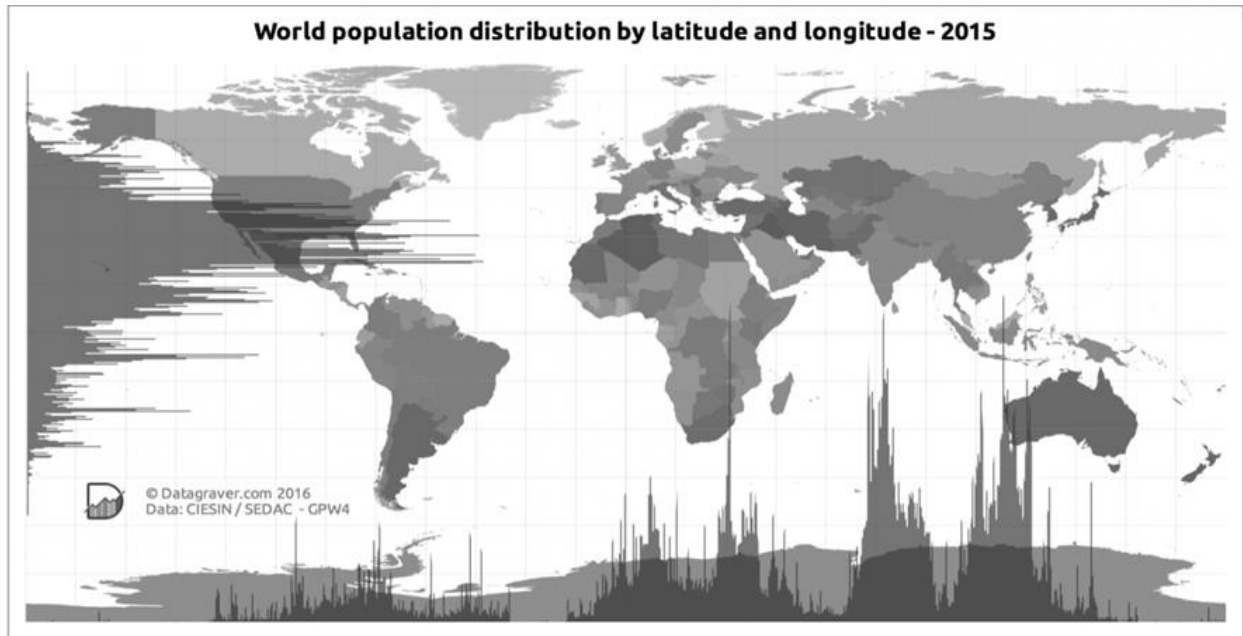 World population distribution by latitude and longitude - 2015
© Datagraver.com 2016
Data: CIESIN / SEDAC - GPW4